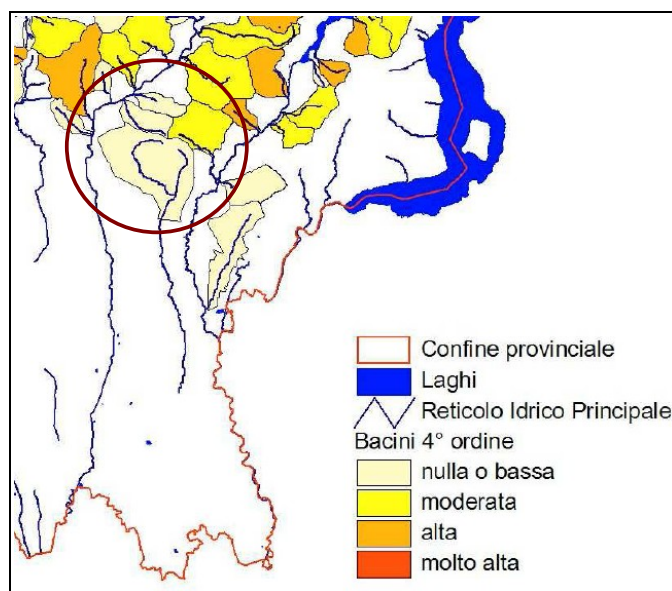 Confine provinciale
Laghi
Reticolo Idrico Principale
Bacini 4° ordine
nulla o bassa
moderata
alta
molto alta